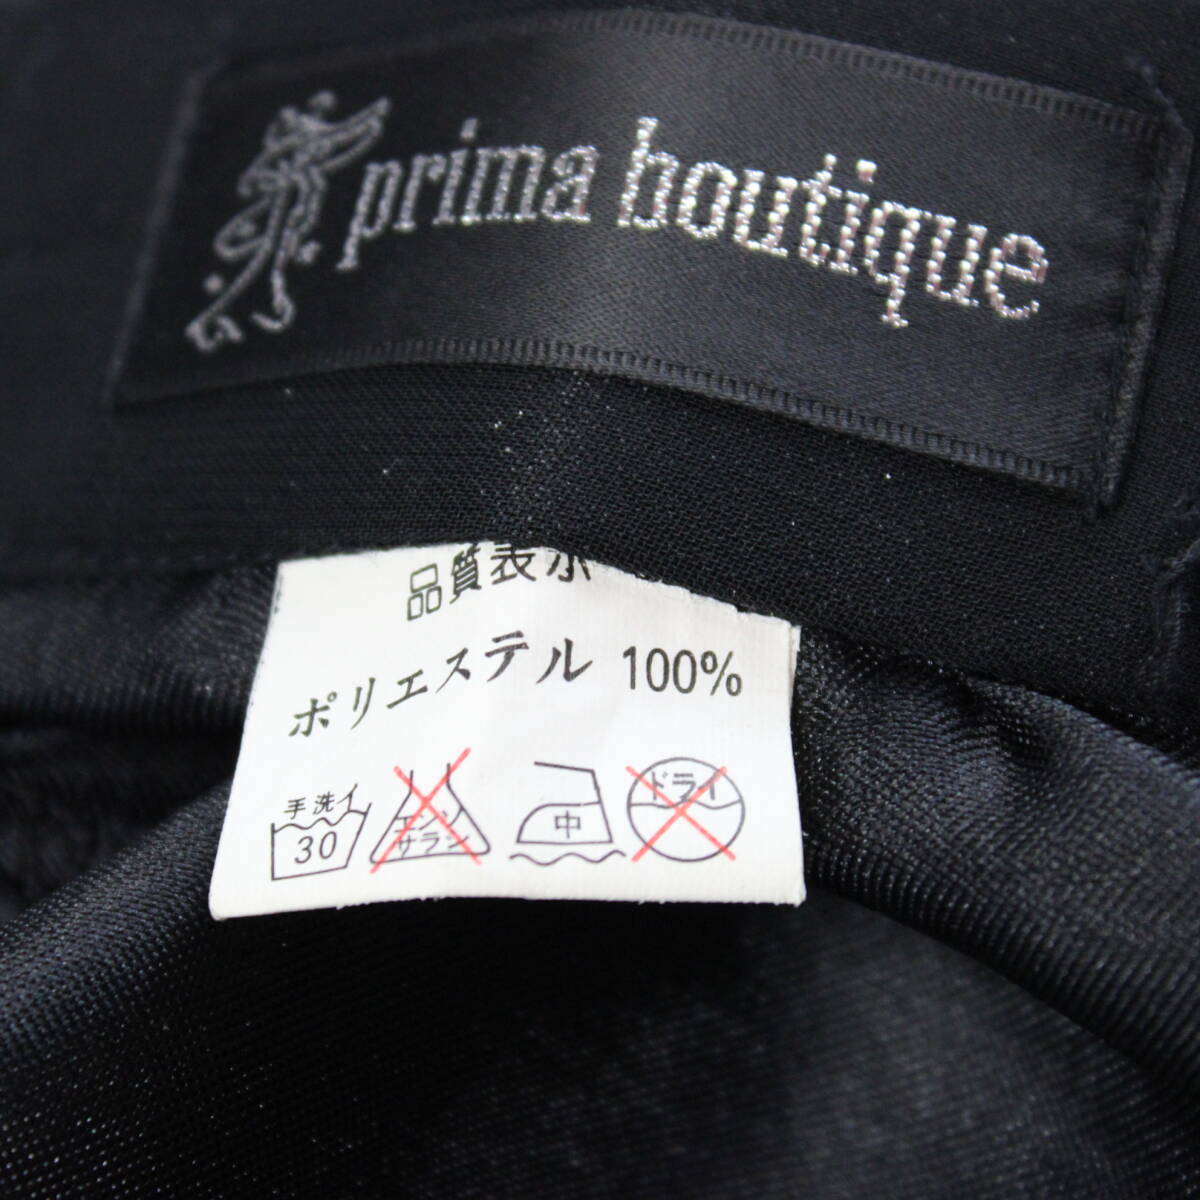 prima boutique
品質表示
ポリエステル 100%
手洗イ エンソ 中 ドライ
30 サラシ